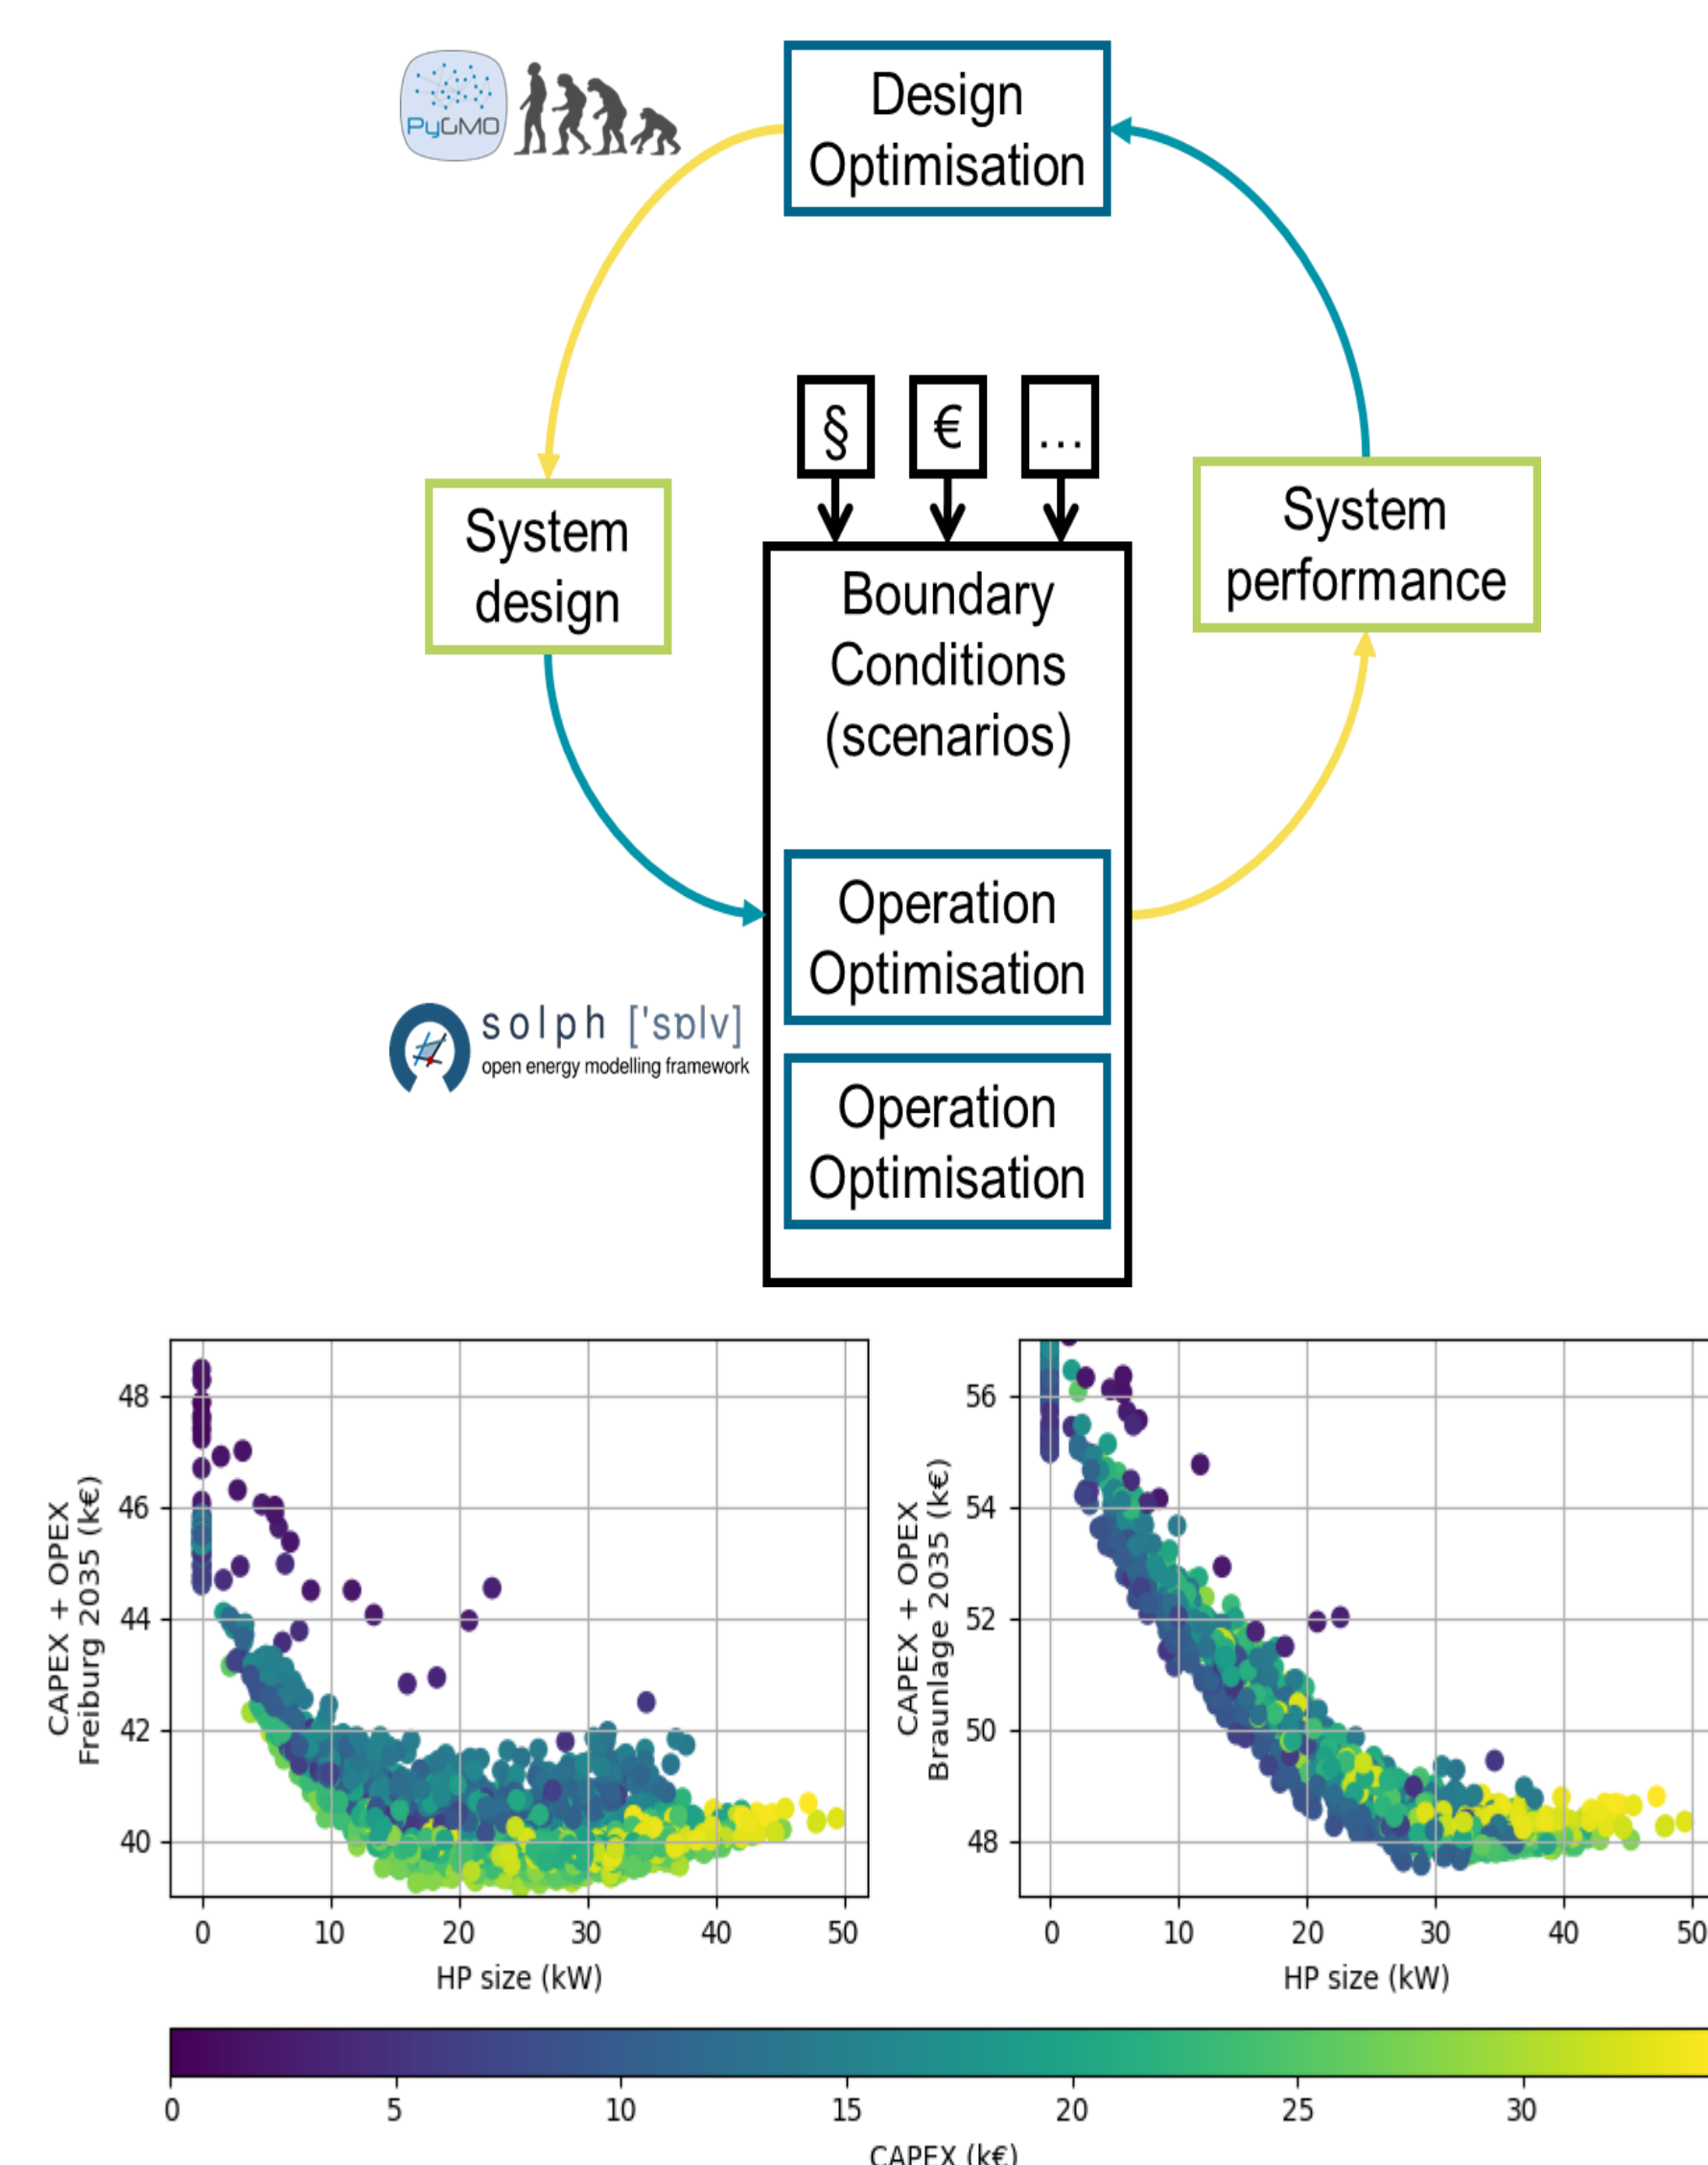 PyGMO
Design
Optimisation
§
€
...
System
design
System
performance
Boundary
Conditions
(scenarios)
Operation
Optimisation
solph ['sɒlv]
open energy modelling framework
Operation
Optimisation
CAPEX + OPEX
Freiburg 2035 (k€)
48
46
44
42
40
0 10 20 30 40 50
HP size (kW)
CAPEX + OPEX
Braunlage 2035 (k€)
56
54
52
50
48
0 10 20 30 40 50
HP size (kW)
0 5 10 15 20 25 30
CAPEX (k€)